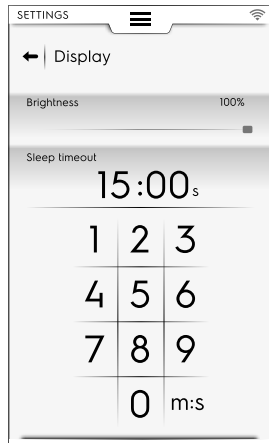 SETTINGS
Display
Brightness 100%
Sleep timeout
15:00s
1 2 3
4 5 6
7 8 9
0 m:s